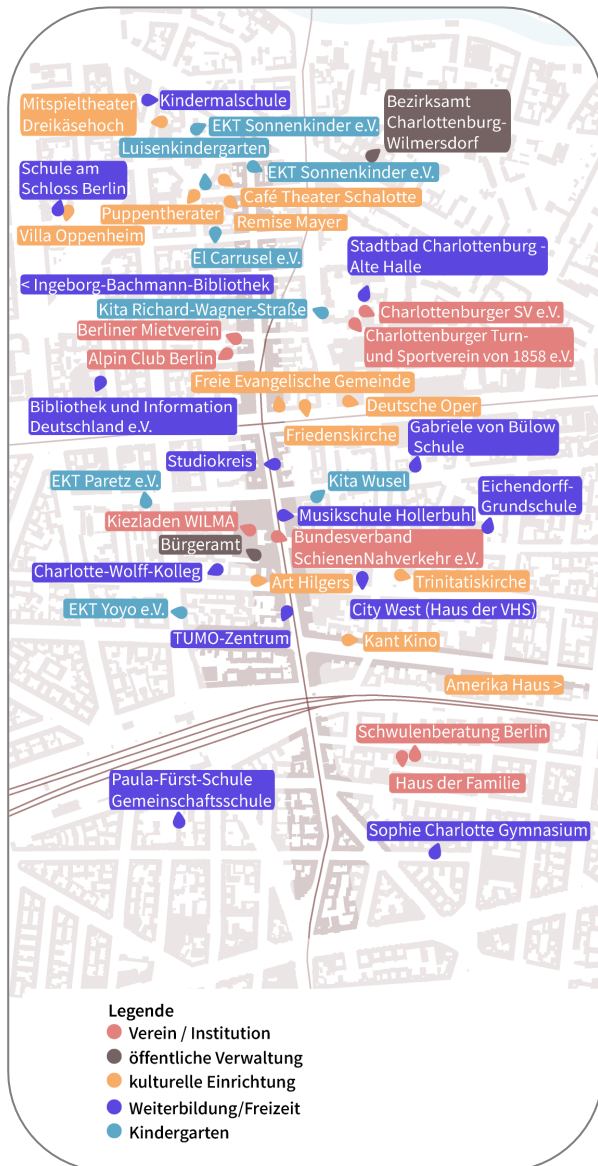 Kindermalschule
Mitspieltheater
Dreikäsehoch
Bezirksamt
Charlottenburg-
Wilmersdorf
EKT Sonnenkinder e.V.
Luisenkindergarten
EKT Sonnenkinder e.V.
Schule am
Schloss Berlin
Café Theater Schalotte
Puppentherater
Remise Mayer
Villa Oppenheim
El Carrusel e.V.
Stadtbad Charlottenburg -
Alte Halle
< Ingeborg-Bachmann-Bibliothek
Kita Richard-Wagner-Straße
Charlottenburger SV e.V.
Berliner Mietverein
Charlottenburger Turn-
und Sportverein von 1858 e.V.
Alpin Club Berlin
Freie Evangelische Gemeinde
Bibliothek und Information
Deutschland e.V.
Deutsche Oper
Friedenskirche
Gabriele von Bülow
Schule
Studiokreis
EKT Paretz e.V.
Kita Wusel
Eichendorff-
Grundschule
Kiezladen WILMA
Musikschule Hollerbuhl
Bürgeramt
Bundesverband
SchienenNahverkehr e.V.
Charlotte-Wolff-Kolleg
Art Hilgers
Trinitatiskirche
EKT Yoyo e.V.
City West (Haus der VHS)
TUMO-Zentrum
Kant Kino
Amerika Haus >
Schwulenberatung Berlin
Haus der Familie
Paula-Fürst-Schule
Gemeinschaftsschule
Sophie Charlotte Gymnasium
Legende
Verein / Institution
öffentliche Verwaltung
kulturelle Einrichtung
Weiterbildung/Freizeit
Kindergarten